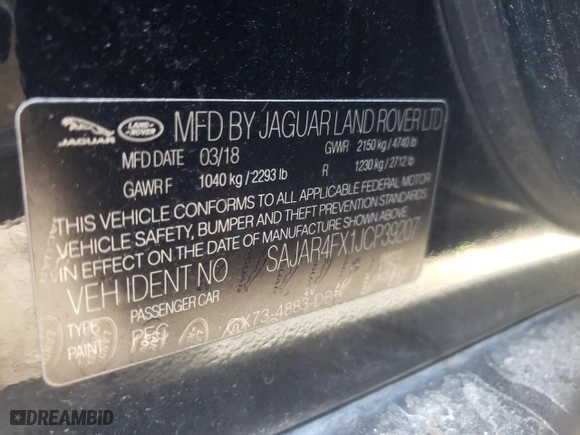 JAGUAR LAND ROVER MFD BY JAGUAR LAND ROVER LTD
MFD DATE 03/18 GVWR 2150 kg / 4740 lb
GAWR F 1040 kg / 2293 lb R 1230 kg / 2712 lb
THIS VEHICLE CONFORMS TO ALL APPLICABLE FEDERAL MOTOR
VEHICLE SAFETY, BUMPER AND THEFT PREVENTION STANDARDS
IN EFFECT ON THE DATE OF MANUFACTURE SHOWN ABOVE.
VEH IDENT NO. SAJAR4FX1JCP39207
TYPE PASSENGER CAR
PAINT PEC
DREAMBID